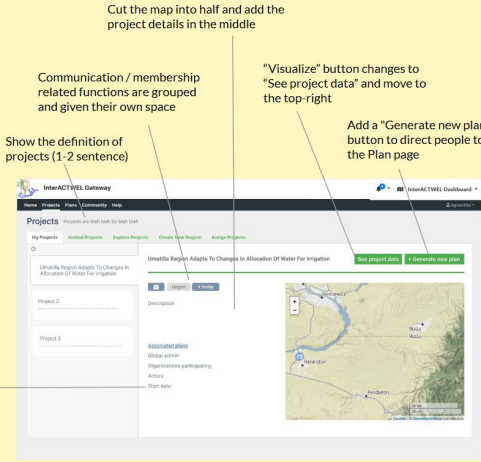 Cut the map into half and add the
project details in the middle
Communication / membership
related functions are grouped
and given their own space
"Visualize" button changes to
"See project data" and move to
the top-right
Add a "Generate new plan
button to direct people to
the Plan page
Show the definition of
projects (1-2 sentence)
InterACTWEL Gateway
InterACTWEL Dashboard
Home Projects Plans Community Help
Projects Projects are blah blah for blah blah
My Projects Invited Projects Explore Projects Create New Project Assign Projects
Umatilla Region Adapts To Changes In
Allocation Of Water For Irrigation
Project 2
Project 3
Umatilla Region Adapts To Changes In Allocation Of Water For Irrigation
See project data + Generate new plan
Unjoin + Invite
Description
Associated plans
Global admin:
Organizations participating:
Actors:
Start date:
+
-
Kennewick
Walla
Walla
Hermiston
Pendleton